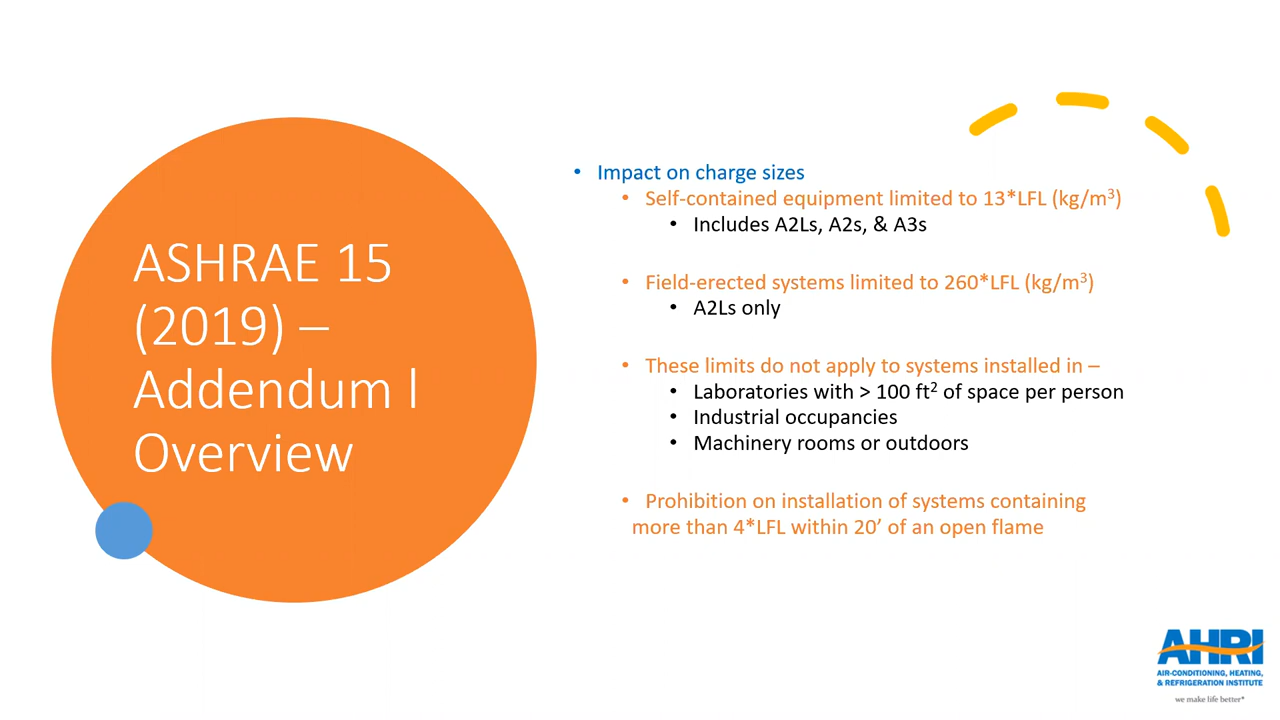 ASHRAE 15
(2019) –
Addendum l
Overview
• Impact on charge sizes
• Self-contained equipment limited to 13*LFL (kg/m³)
• Includes A2Ls, A2s, & A3s
• Field-erected systems limited to 260*LFL (kg/m³)
• A2Ls only
• These limits do not apply to systems installed in –
• Laboratories with > 100 ft² of space per person
• Industrial occupancies
• Machinery rooms or outdoors
• Prohibition on installation of systems containing
more than 4*LFL within 20’ of an open flame
AHRI
AIR-CONDITIONING, HEATING,
& REFRIGERATION INSTITUTE
we make life better*